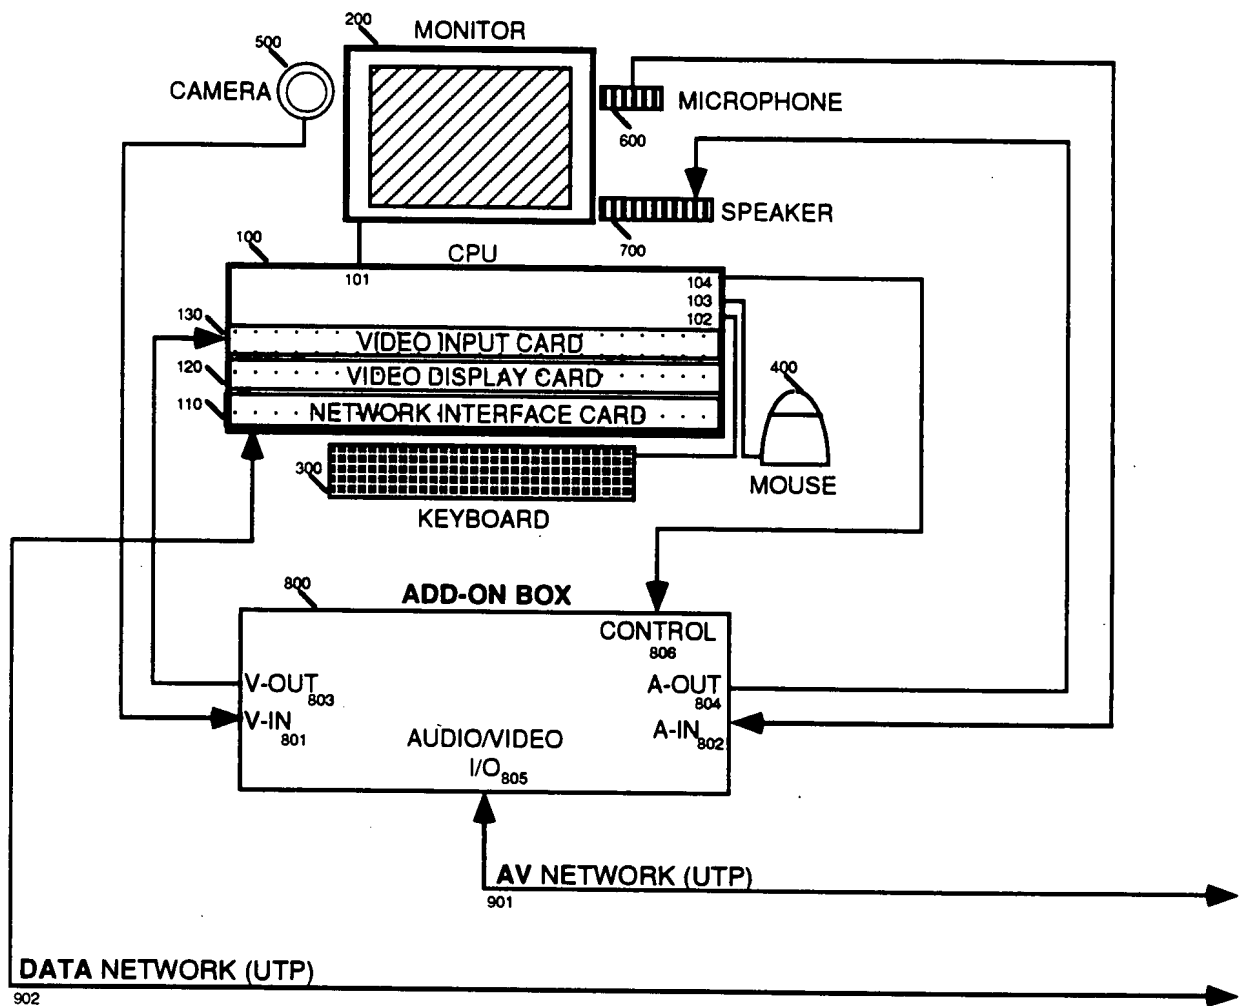 200
MONITOR
500
CAMERA
MICROPHONE
600
SPEAKER
700
100
CPU
101
104
103
102
130
VIDEO INPUT CARD
120
VIDEO DISPLAY CARD
400
110
NETWORK INTERFACE CARD
300
MOUSE
KEYBOARD
800
ADD-ON BOX
CONTROL
806
V-OUT 803
A-OUT 804
V-IN 801
A-IN 802
AUDIO/VIDEO
I/O 805
AV NETWORK (UTP)
901
DATA NETWORK (UTP)
902